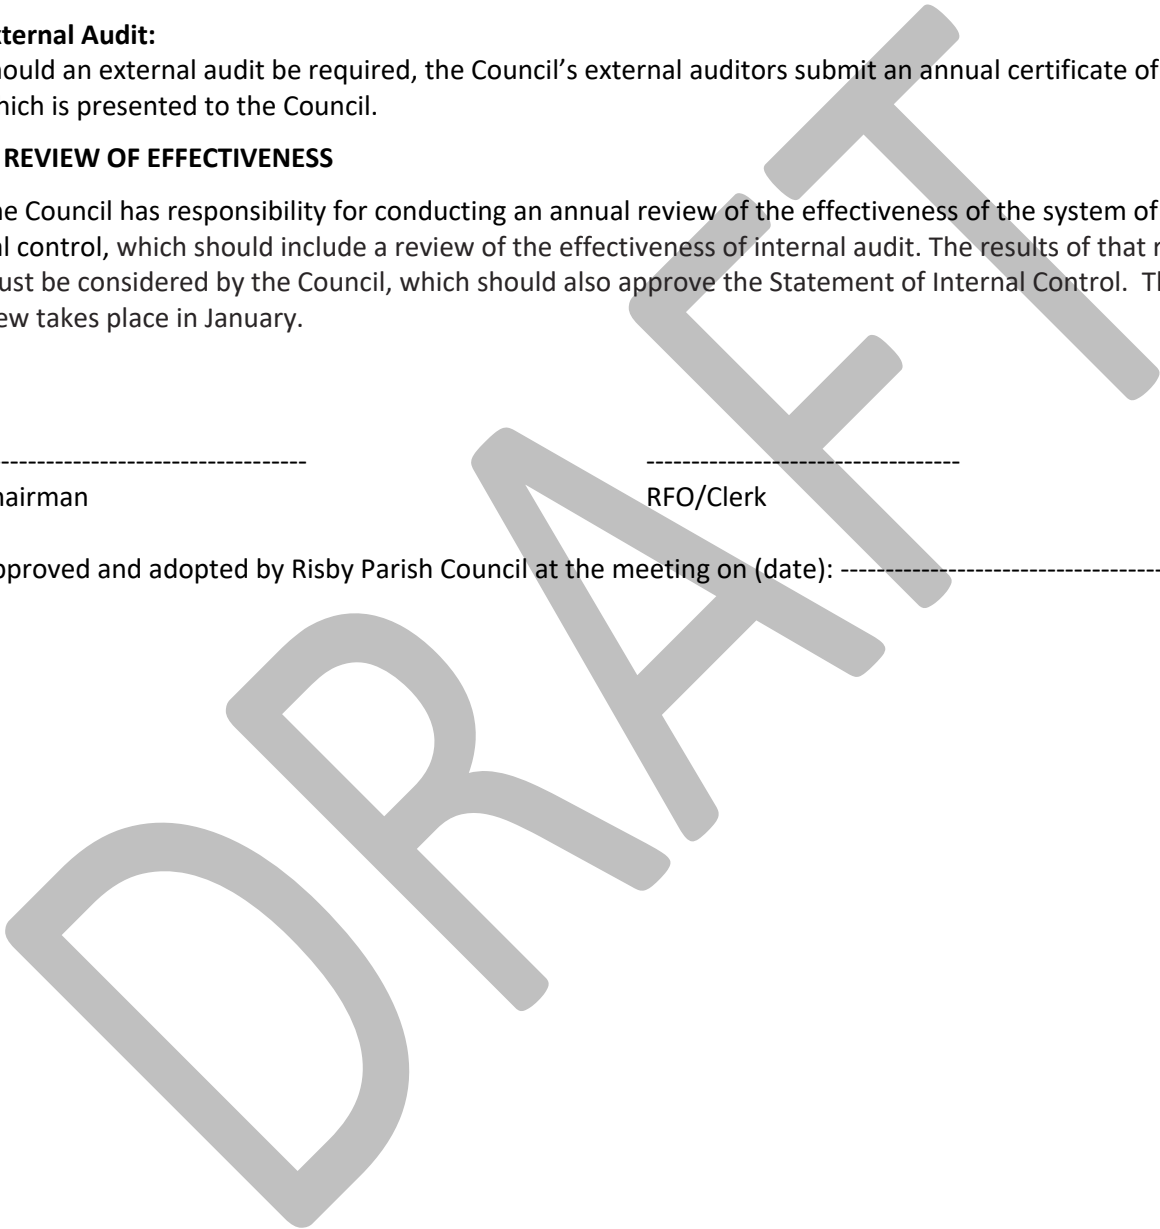 ternal Audit:
ould an external audit be required, the Council’s external auditors submit an annual certificate of
hich is presented to the Council.
REVIEW OF EFFECTIVENESS
e Council has responsibility for conducting an annual review of the effectiveness of the system of
al control, which should include a review of the effectiveness of internal audit. The results of that r
ust be considered by the Council, which should also approve the Statement of Internal Control. Th
ew takes place in January.
----------------------------------- -----------------------------------
hairman RFO/Clerk
pproved and adopted by Risby Parish Council at the meeting on (date): ------------------------------------
DRAFT